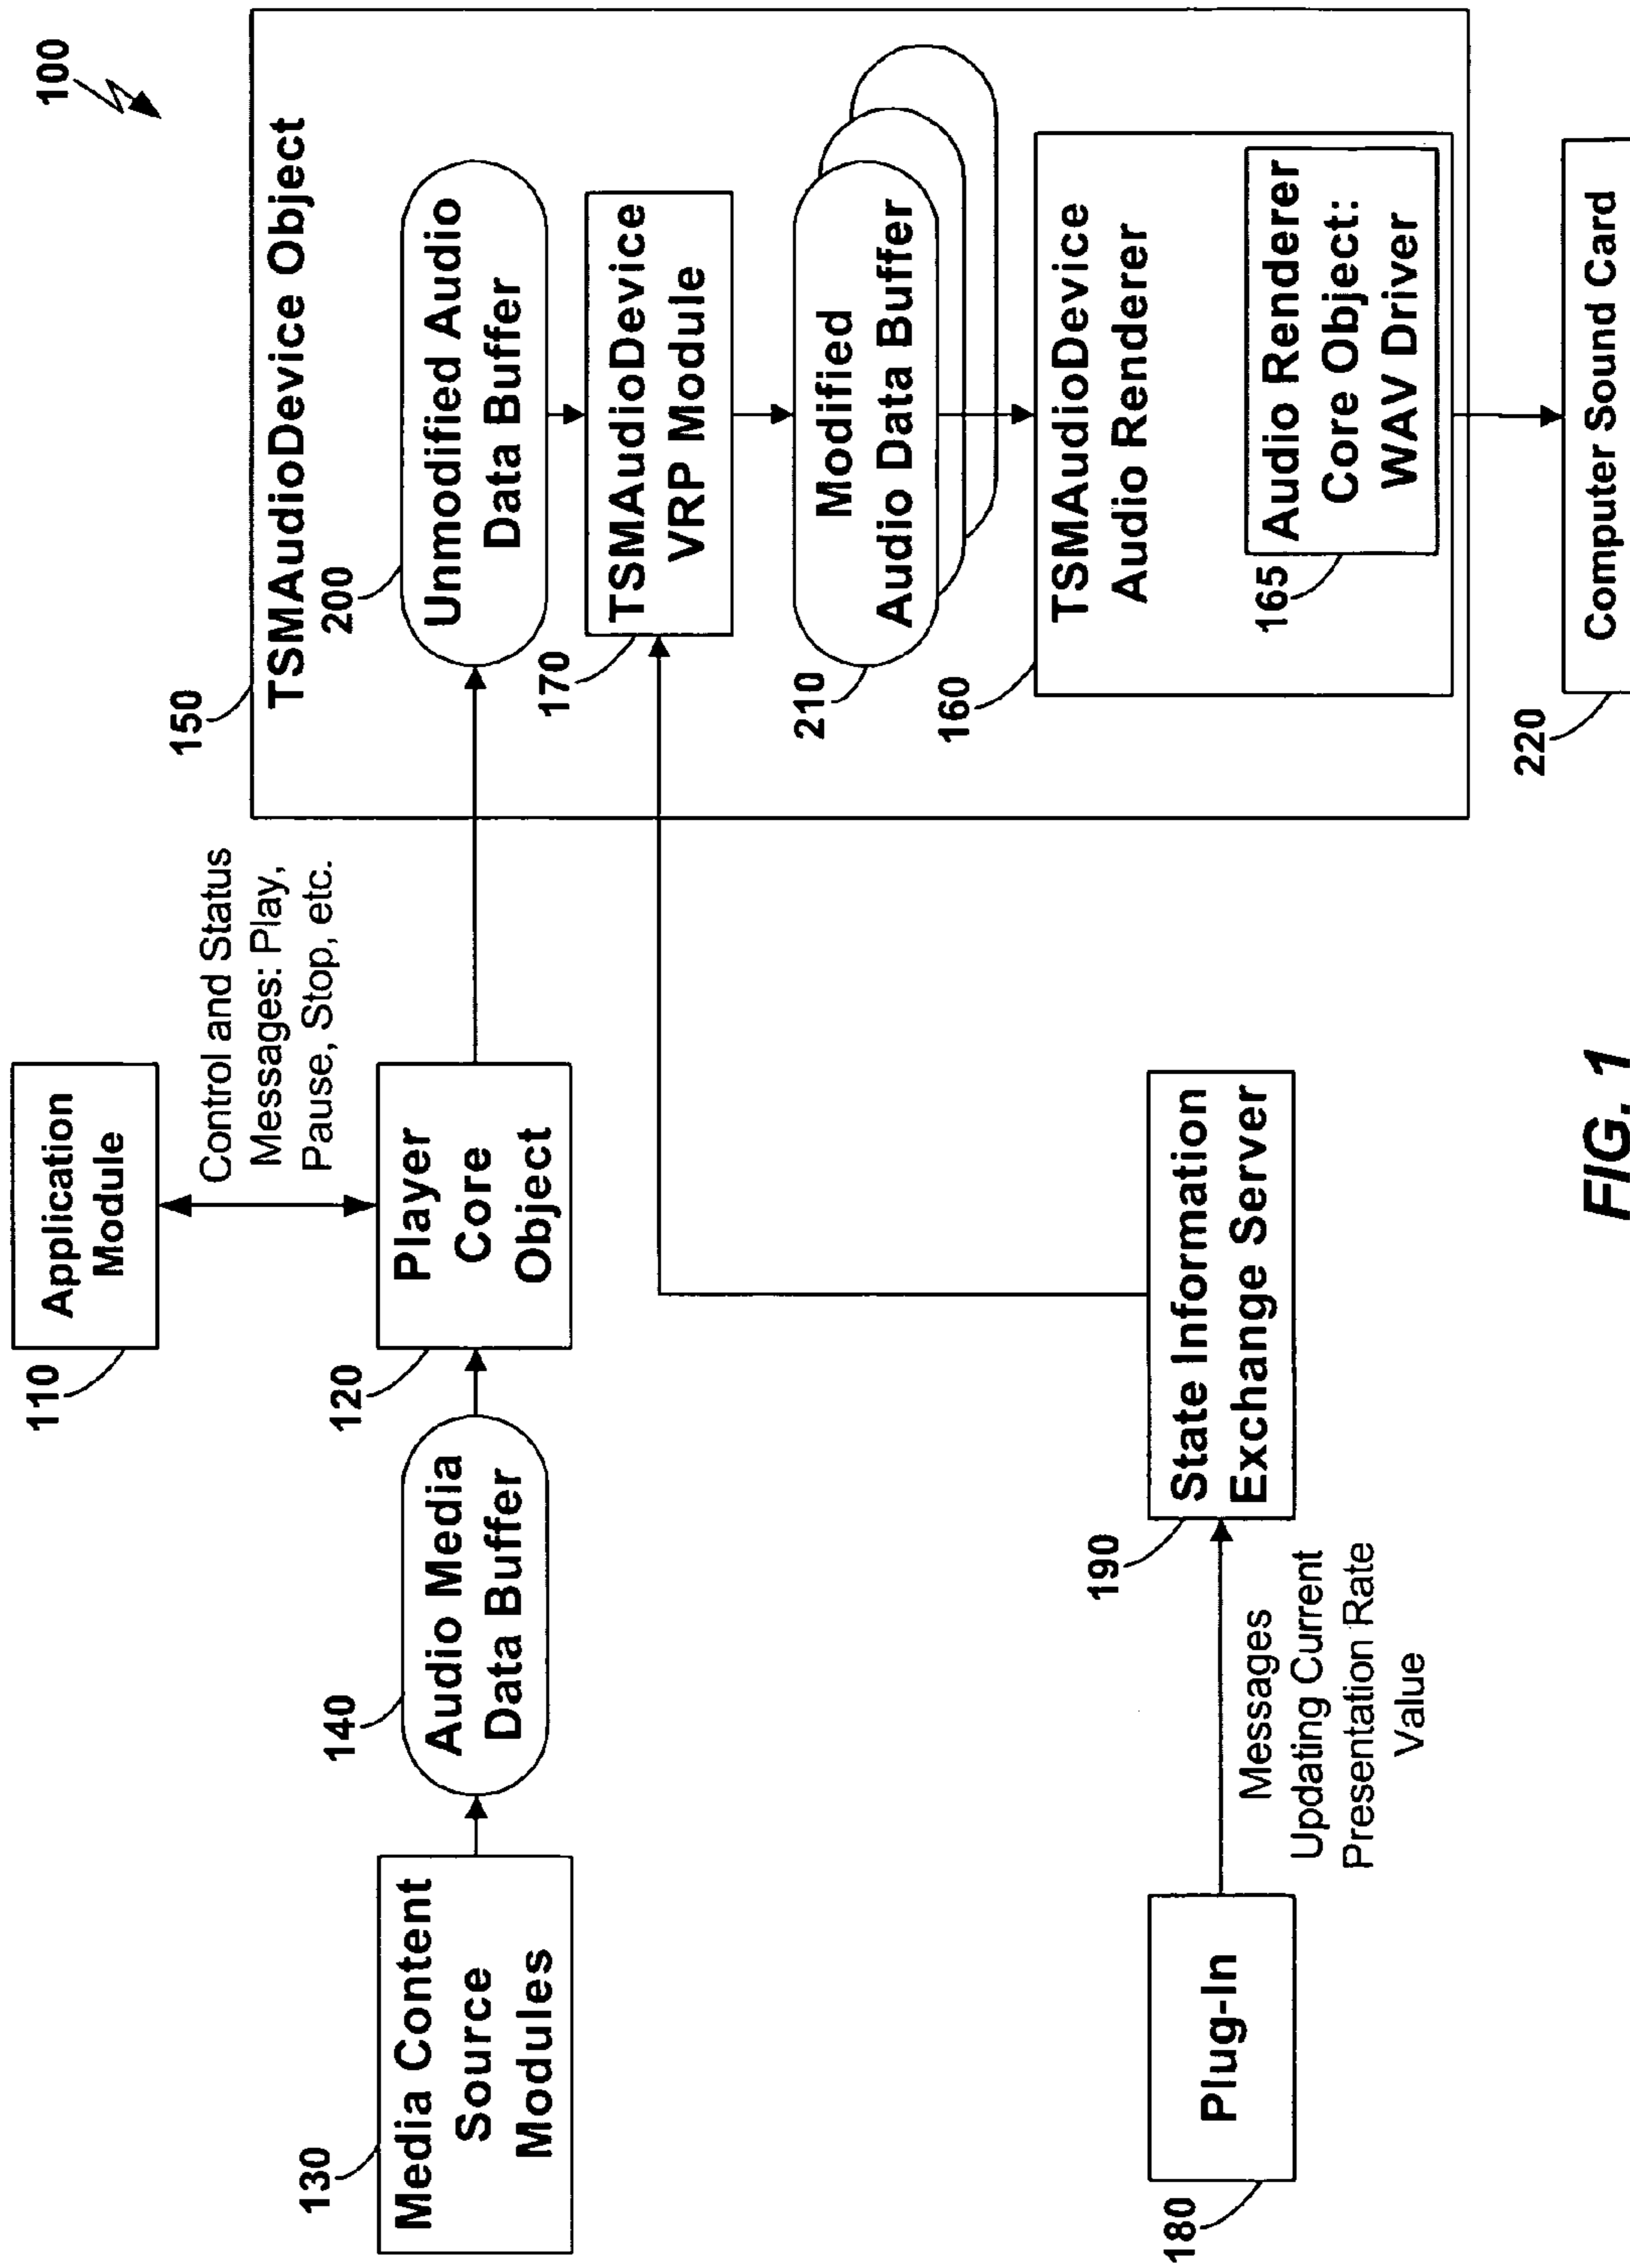 100
110
Application
Module
Control and Status
Messages: Play,
Pause, Stop, etc.
130
Media Content
Source
Modules
140
Audio Media
Data Buffer
120
Player
Core
Object
150
TSMAudioDevice Object
200
Unmodified Audio
Data Buffer
170
TSMAudioDevice
VRP Module
210
Modified
Audio Data Buffer
160
TSMAudioDevice
Audio Renderer
165
Audio Renderer
Core Object:
WAV Driver
180
Plug-In
Messages
Updating Current
Presentation Rate
Value
190
State Information
Exchange Server
220
Computer Sound Card
FIG. 1